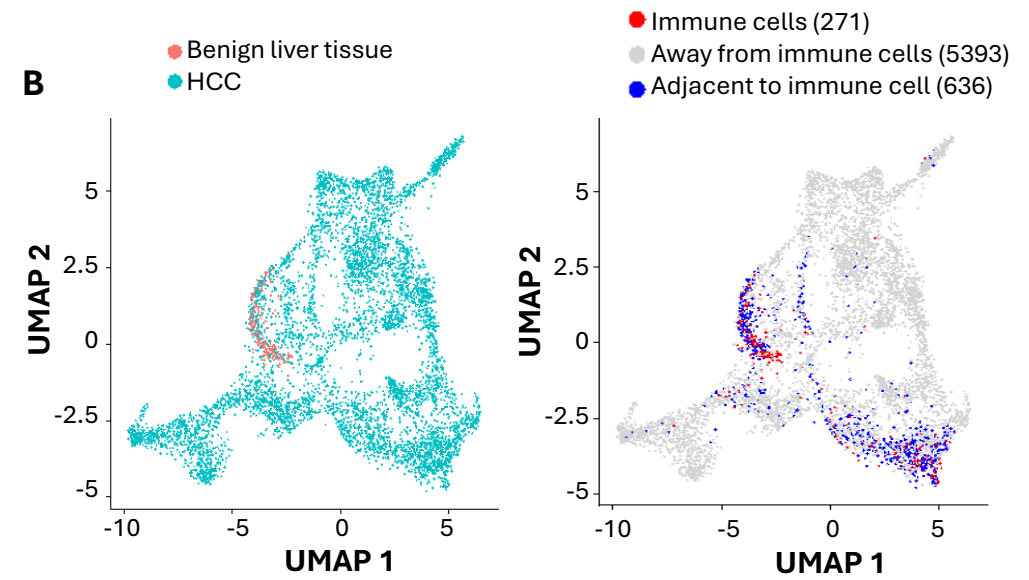 B
Benign liver tissue
HCC
5
2.5
0
-2.5
-5
-10
-5
0
5
UMAP 1
UMAP 2
Immune cells (271)
Away from immune cells (5393)
Adjacent to immune cell (636)
5
2.5
0
-2.5
-5
-10
-5
0
5
UMAP 1
UMAP 2